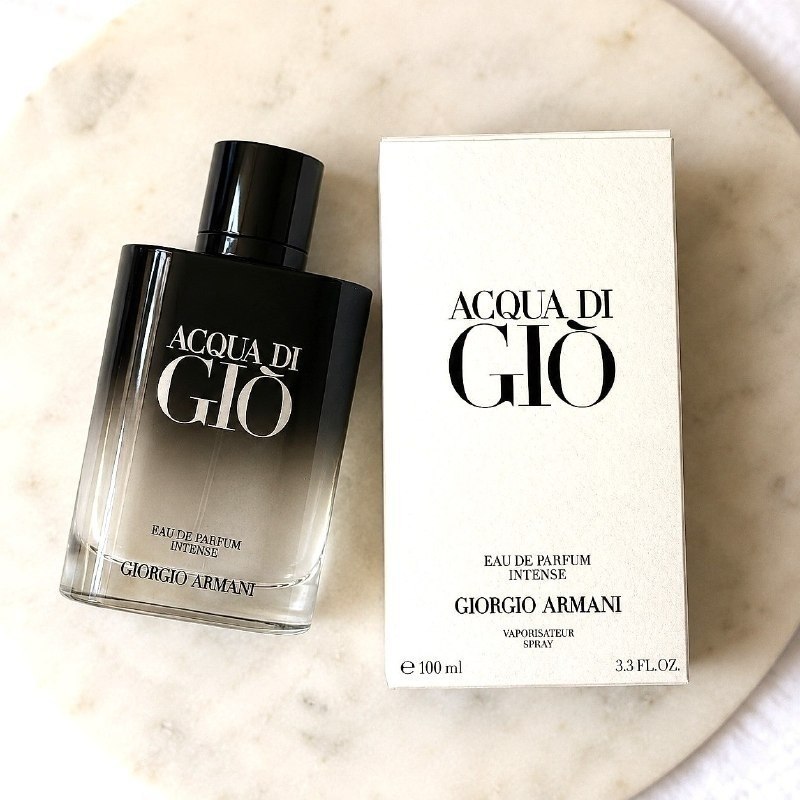 ACQUA DI
GIÒ
EAU DE PARFUM
INTENSE
GIORGIO ARMANI
ACQUA DI
GIÒ
EAU DE PARFUM
INTENSE
GIORGIO ARMANI
VAPORISATEUR
SPRAY
℮ 100 ml 3.3 FL.OZ.